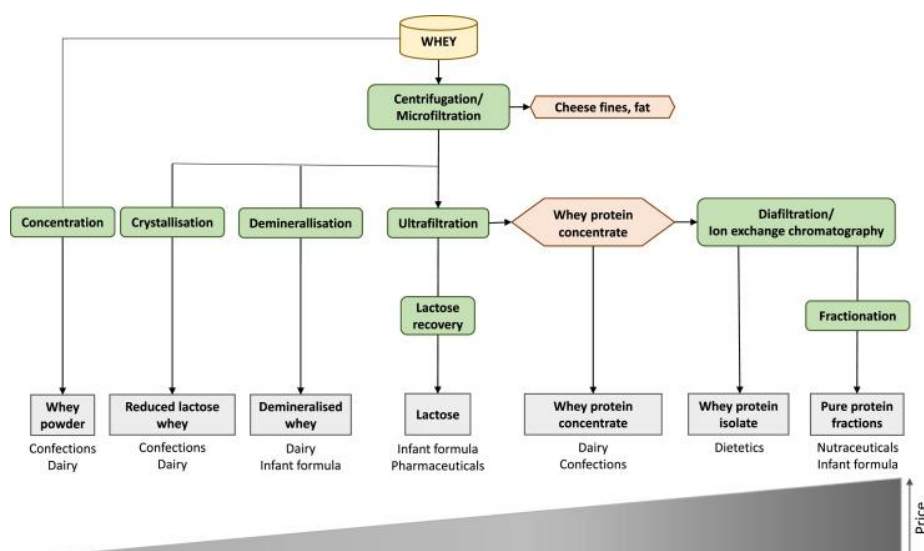 WHEY
Centrifugation/
Microfiltration
Cheese fines, fat
Concentration
Crystallisation
Deminerallisation
Ultrafiltration
Whey protein
concentrate
Diafiltration/
Ion exchange chromatography
Lactose
recovery
Fractionation
Whey
powder
Reduced lactose
whey
Demineralised
whey
Lactose
Whey protein
concentrate
Whey protein
isolate
Pure protein
fractions
Confections
Dairy
Confections
Dairy
Dairy
Infant formula
Infant formula
Pharmaceuticals
Dairy
Confections
Dietetics
Nutraceuticals
Infant formula
Price